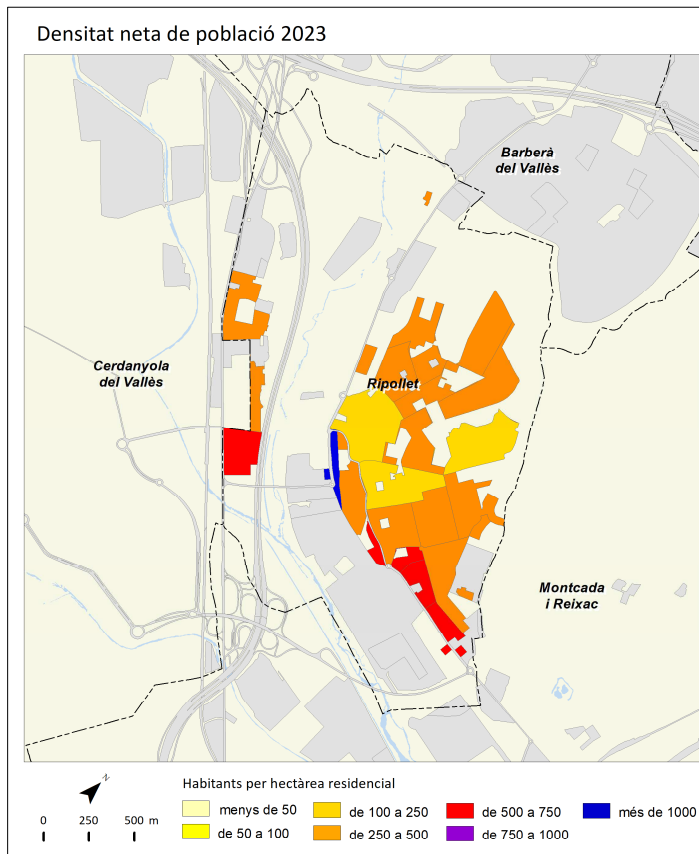 Densitat neta de població 2023
Barberà
del Vallès
Cerdanyola
del Vallès
Ripollet
Montcada
i Reixac
N
Habitants per hectàrea residencial
menys de 50
de 100 a 250
de 500 a 750
més de 1000
de 50 a 100
de 250 a 500
de 750 a 1000
0 250 500 m